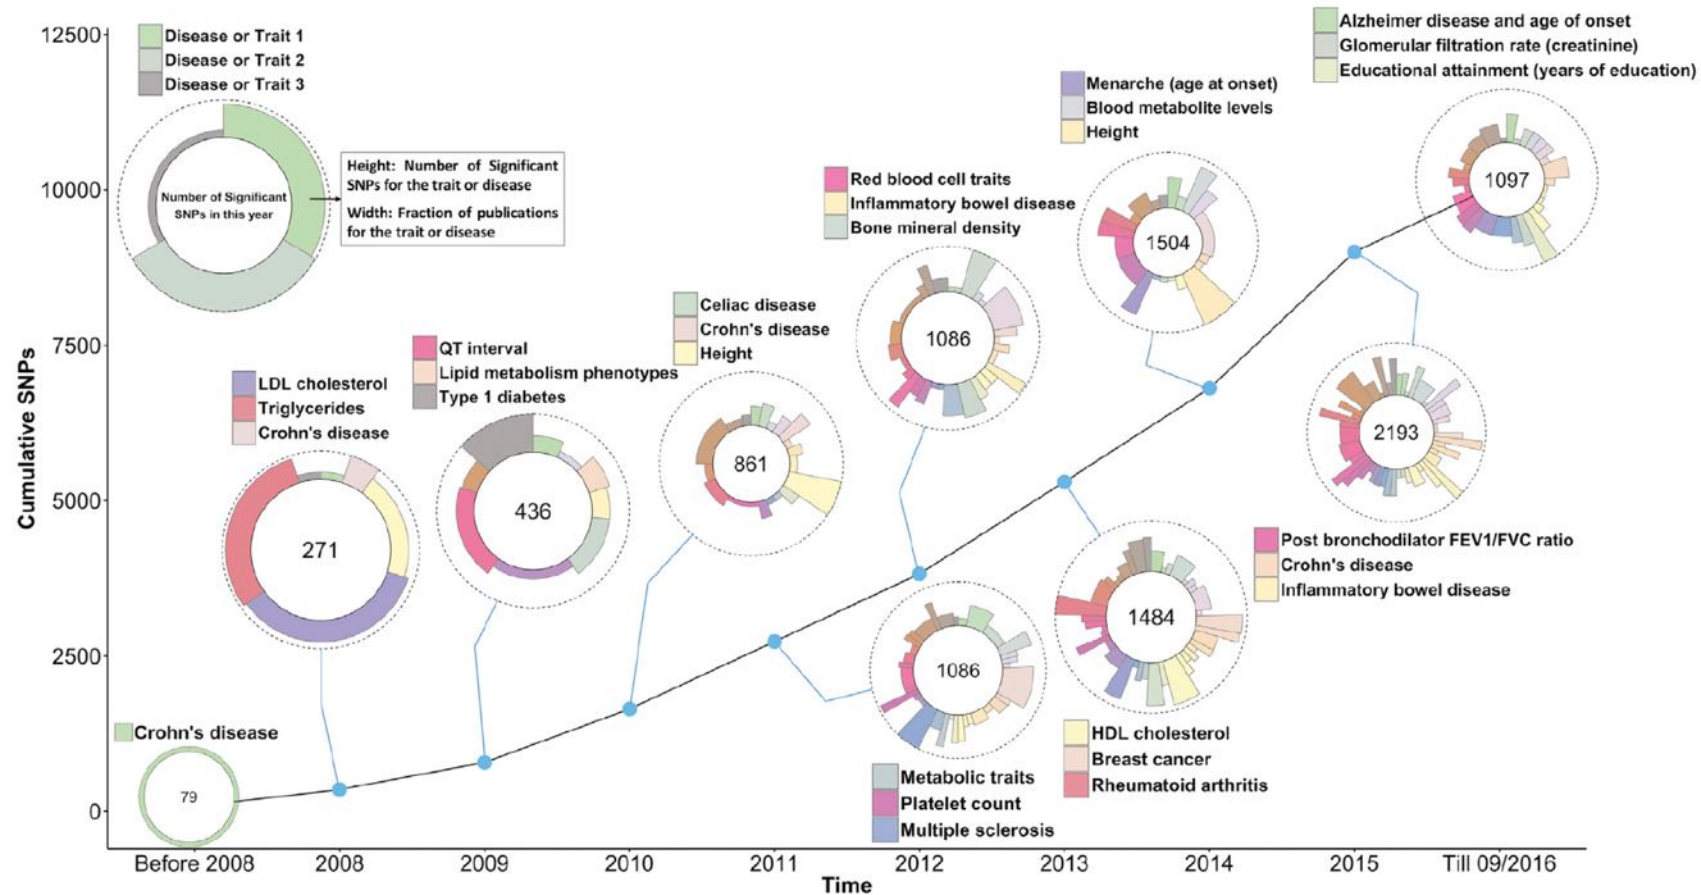 Cumulative SNPs
12500
10000
7500
5000
2500
0
Disease or Trait 1
Disease or Trait 2
Disease or Trait 3
Number of Significant
SNPs in this year
Height: Number of Significant
SNPs for the trait or disease
Width: Fraction of publications
for the trait or disease
Crohn's disease
79
LDL cholesterol
Triglycerides
Crohn's disease
271
QT interval
Lipid metabolism phenotypes
Type 1 diabetes
436
Celiac disease
Crohn's disease
Height
861
Red blood cell traits
Inflammatory bowel disease
Bone mineral density
1086
1086
Metabolic traits
Platelet count
Multiple sclerosis
Menarche (age at onset)
Blood metabolite levels
Height
1504
1484
HDL cholesterol
Breast cancer
Rheumatoid arthritis
Alzheimer disease and age of onset
Glomerular filtration rate (creatinine)
Educational attainment (years of education)
1097
2193
Post bronchodilator FEV1/FVC ratio
Crohn's disease
Inflammatory bowel disease
Before 2008 2008 2009 2010 2011 2012 2013 2014 2015 Till 09/2016
Time